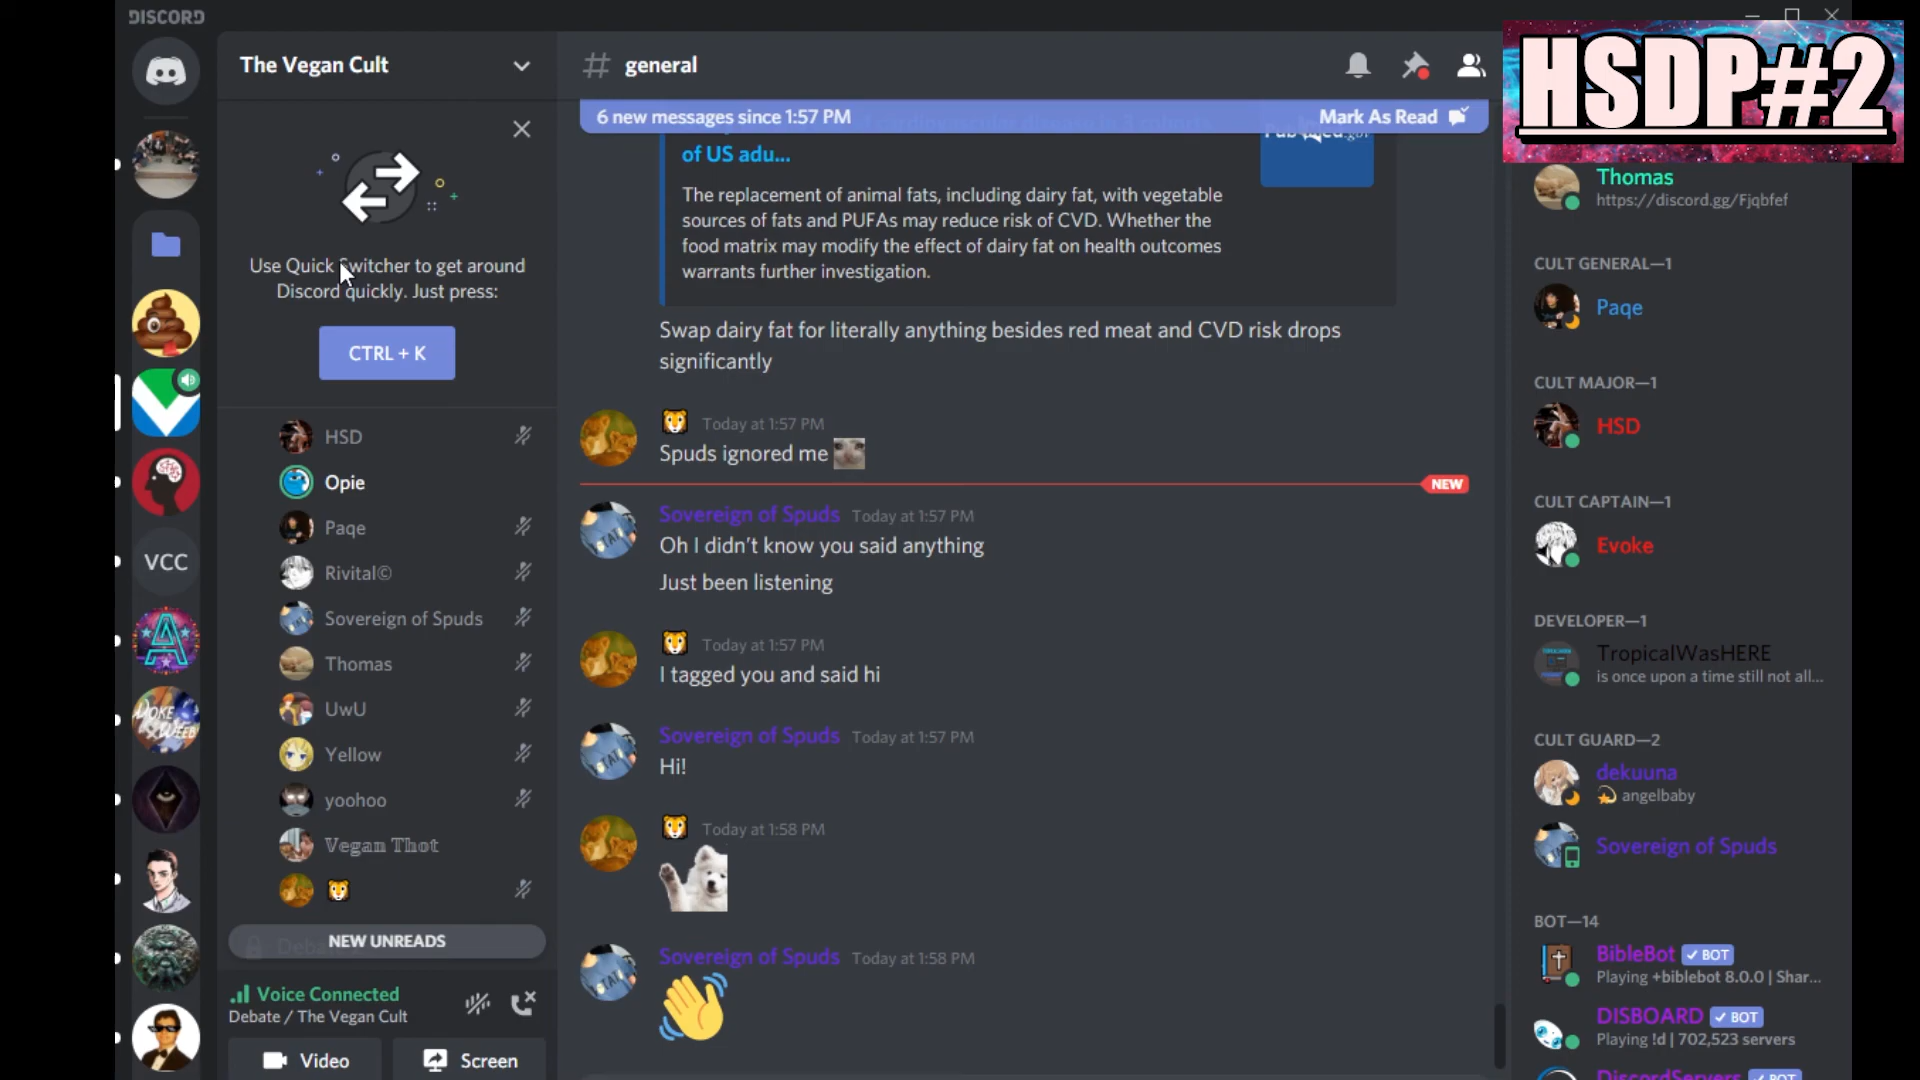 DISCORD
HSDP#2
The Vegan Cult
# general
6 new messages since 1:57 PM
Mark As Read
of US adu...
The replacement of animal fats, including dairy fat, with vegetable
sources of fats and PUFAs may reduce risk of CVD. Whether the
food matrix may modify the effect of dairy fat on health outcomes
warrants further investigation.
Swap dairy fat for literally anything besides red meat and CVD risk drops
significantly
Today at 1:57 PM
Spuds ignored me
NEW
Sovereign of Spuds Today at 1:57 PM
Oh I didn't know you said anything
Just been listening
Today at 1:57 PM
I tagged you and said hi
Sovereign of Spuds Today at 1:57 PM
Hi!
Today at 1:58 PM
Sovereign of Spuds Today at 1:58 PM
Use Quick Switcher to get around
Discord quickly. Just press:
CTRL + K
VCC
HSD
Opie
Paqe
Rivital©
Sovereign of Spuds
Thomas
UwU
Yellow
yoohoo
Vegan Thot
NEW UNREADS
Voice Connected
Debate / The Vegan Cult
Video
Screen
Thomas
https://discord.gg/Fjqbfef
CULT GENERAL—1
Paqe
CULT MAJOR—1
HSD
CULT CAPTAIN—1
Evoke
DEVELOPER—1
TropicalWasHERE
is once upon a time still not all...
CULT GUARD—2
dekuuna
angelbaby
Sovereign of Spuds
BOT—14
BibleBot BOT
Playing +biblebot 8.0.0 | Shar...
DISBOARD BOT
Playing !d | 702,523 servers
DiscordServers BOT